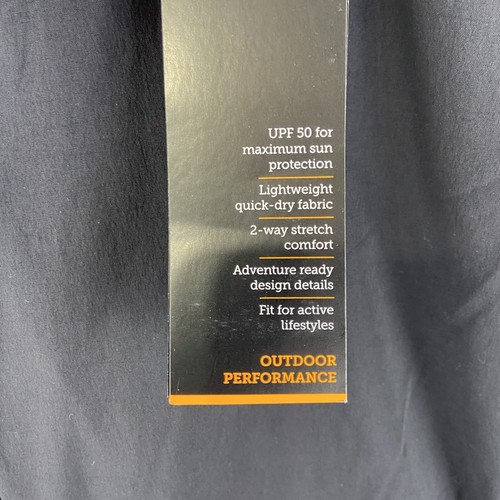 UPF 50 for
maximum sun
protection
Lightweight
quick-dry fabric
2-way stretch
comfort
Adventure ready
design details
Fit for active
lifestyles
OUTDOOR
PERFORMANCE